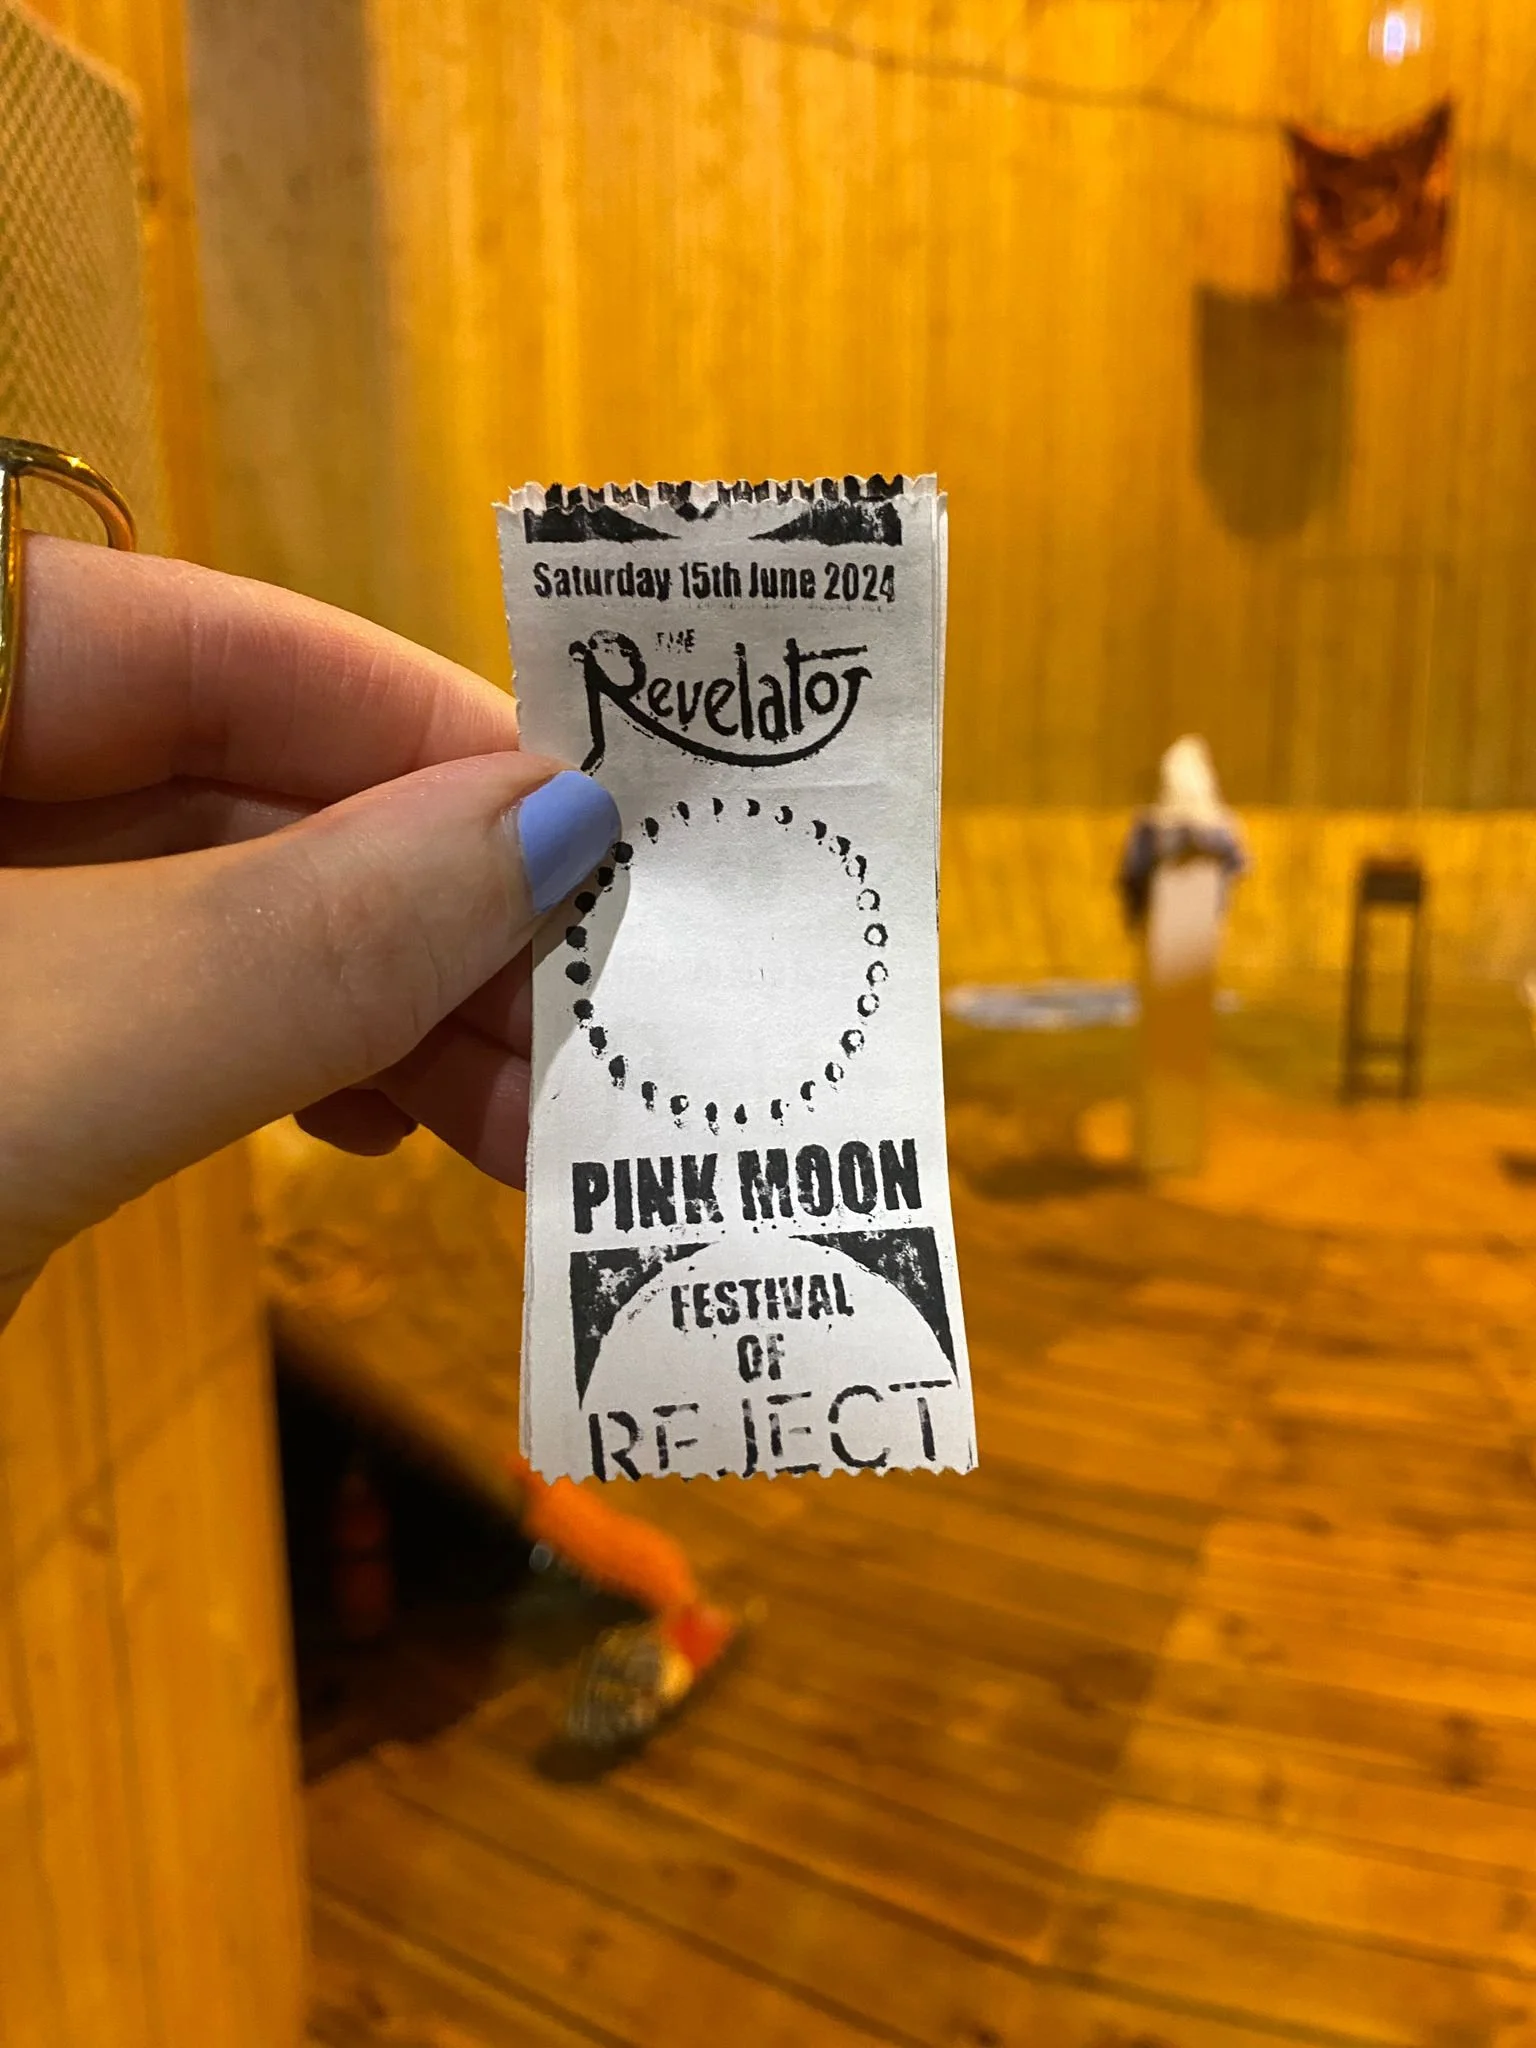 Saturday 15th June 2024
THE
Revelator
PINK MOON
FESTIVAL
OF
REJECT